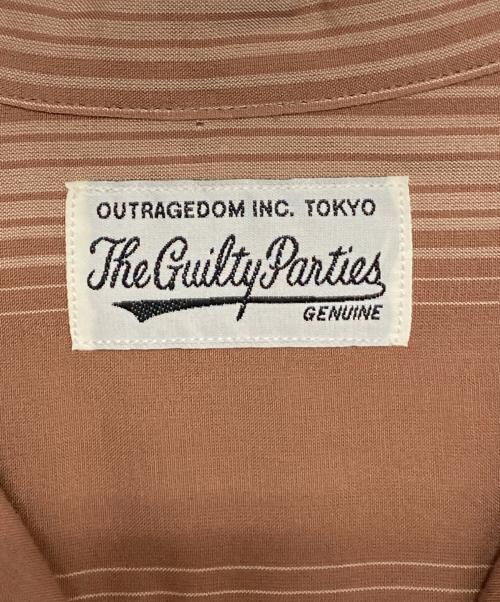 OUTRAGEDOM INC. TOKYO
The Guilty Parties
GENUINE